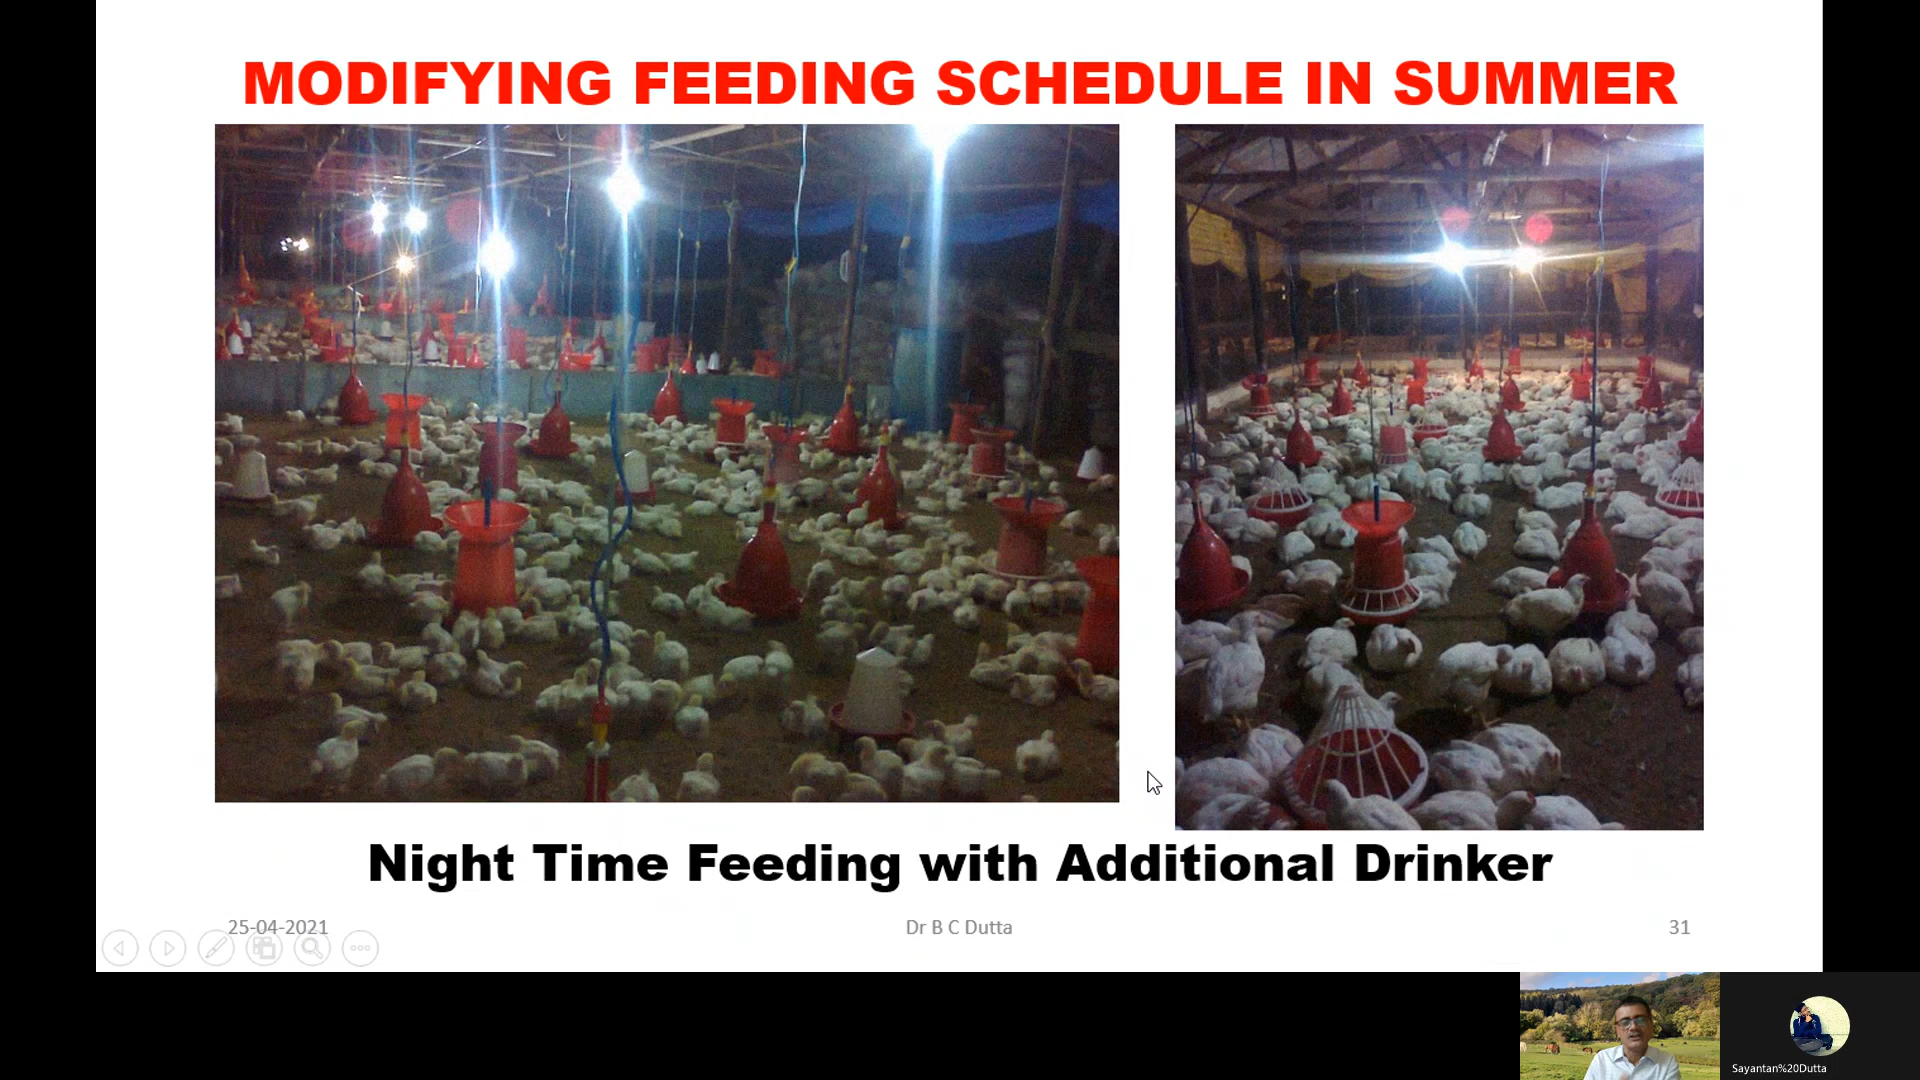 MODIFYING FEEDING SCHEDULE IN SUMMER
Night Time Feeding with Additional Drinker
25-04-2021
Dr B C Dutta
31
Sayantan%20Dutta